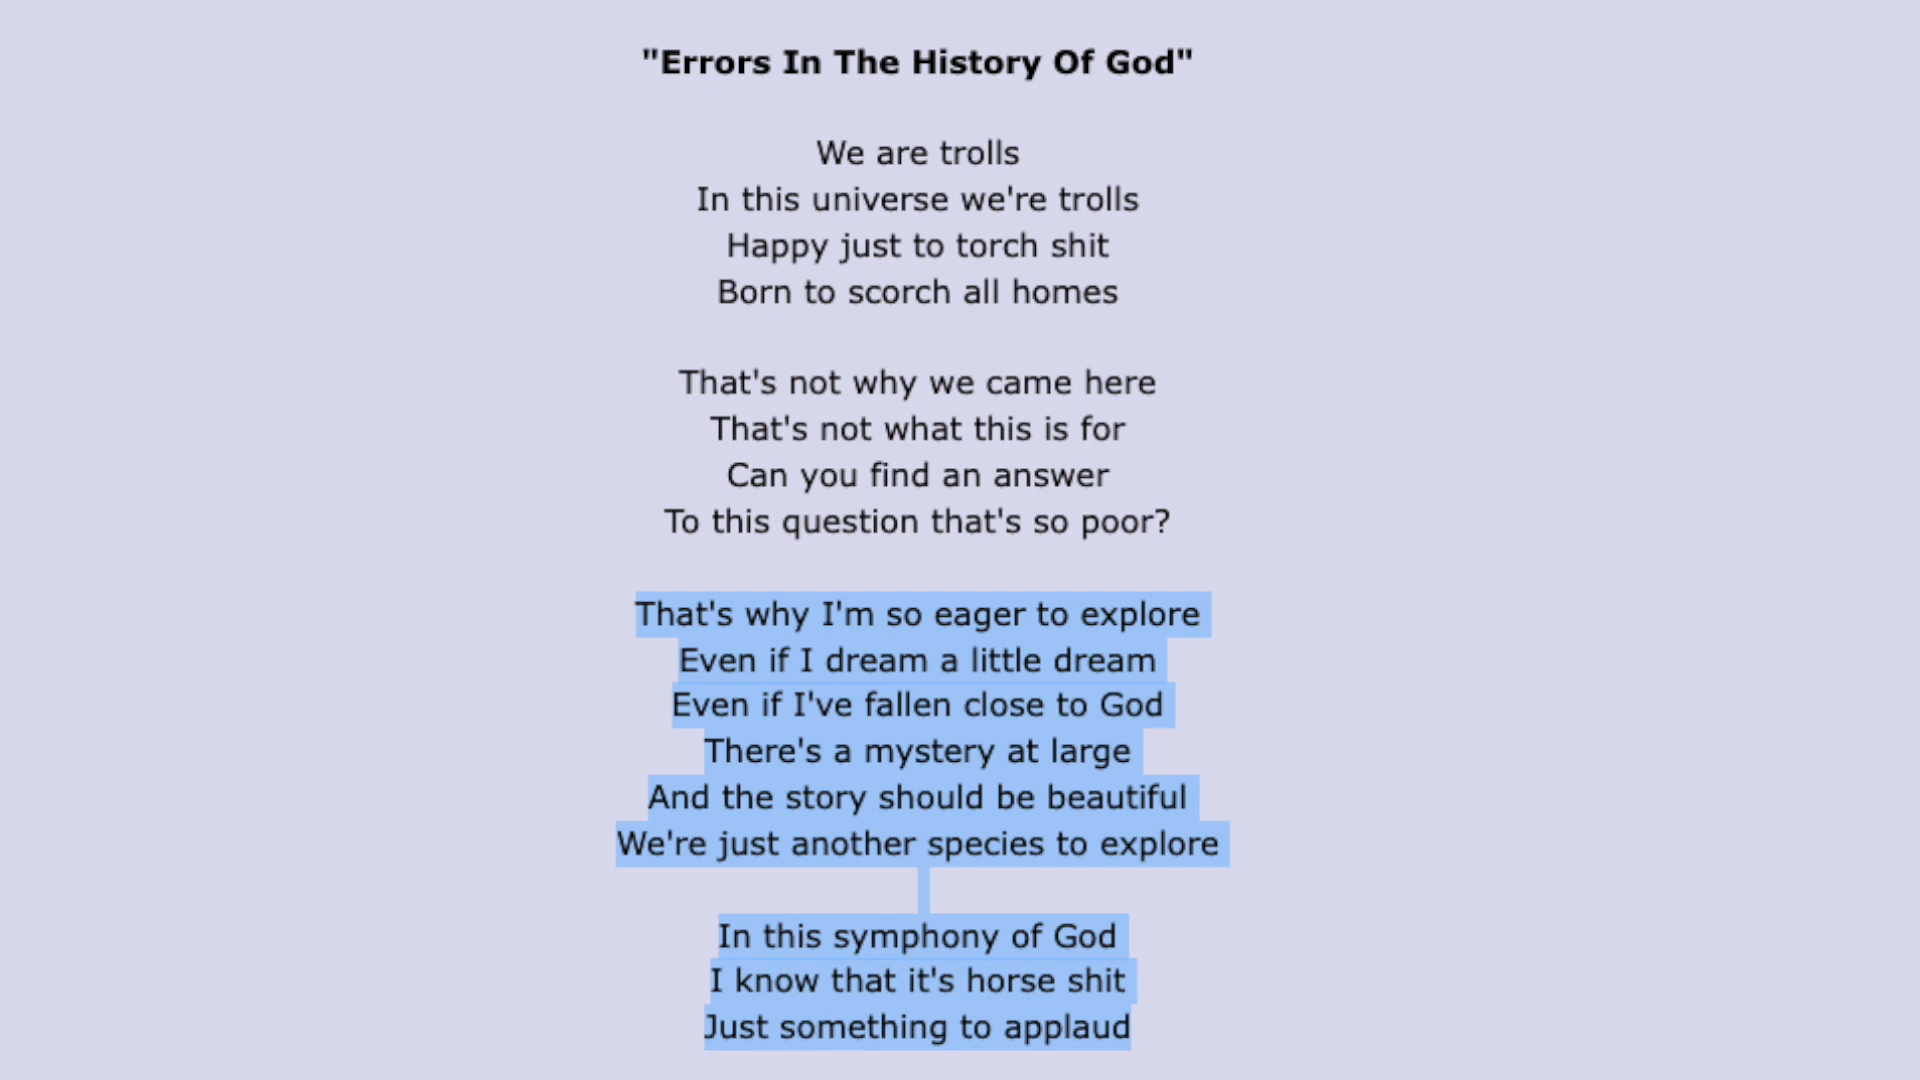 "Errors In The History Of God"
We are trolls
In this universe we're trolls
Happy just to torch shit
Born to scorch all homes
That's not why we came here
That's not what this is for
Can you find an answer
To this question that's so poor?
That's why I'm so eager to explore
Even if I dream a little dream
Even if I've fallen close to God
There's a mystery at large
And the story should be beautiful
We're just another species to explore
In this symphony of God
I know that it's horse shit
Just something to applaud